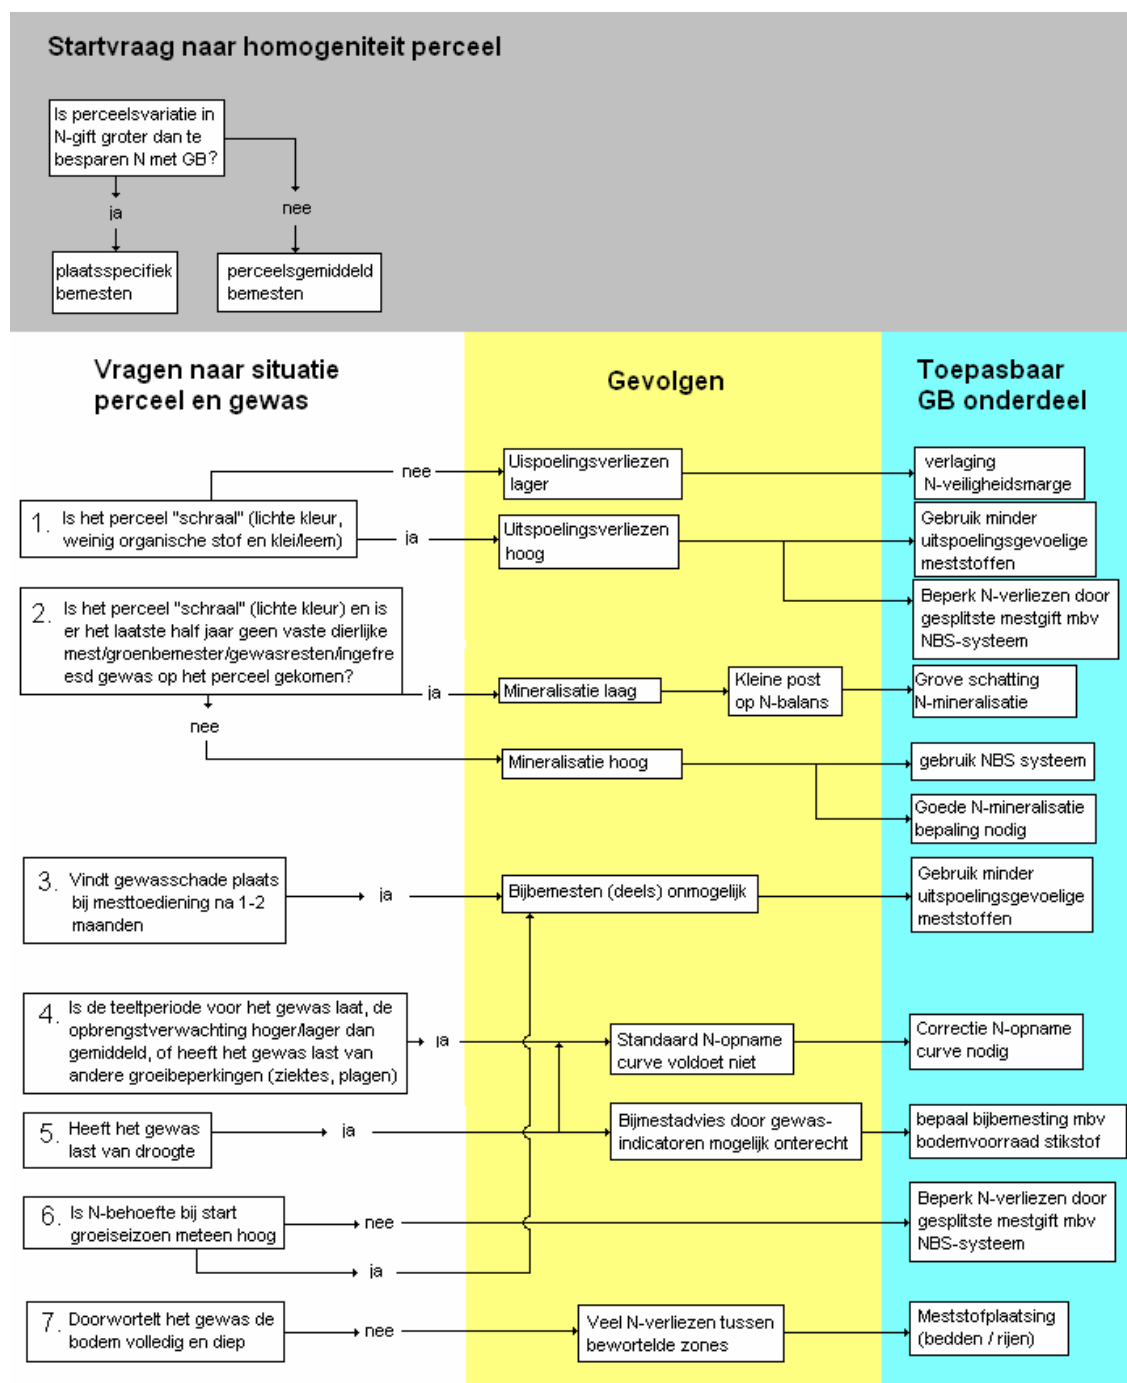 Startvraag naar homogeniteit perceel
Is perceelsvariatie in
N-gift groter dan te
besparen N met GB?
ja
nee
plaatsspecifiek
bemesten
perceelsgemiddeld
bemesten
Vragen naar situatie
perceel en gewas
Gevolgen
Toepasbaar
GB onderdeel
1. Is het perceel "schraal" (lichte kleur,
weinig organische stof en klei/leem)
nee
Uispoelingsverliezen
lager
verlaging
N-veiligheidsmarge
ja
Uitspoelingsverliezen
hoog
Gebruik minder
uitspoelingsgevoelige
meststoffen
Beperk N-verliezen door
gesplitste mestgift mbv
NBS-systeem
2. Is het perceel "schraal" (lichte kleur) en is
er het laatste half jaar geen vaste dierlijke
mest/groenbemester/gewasresten/ingefre
esd gewas op het perceel gekomen?
ja
Mineralisatie laag
Kleine post
op N-balans
Grove schatting
N-mineralisatie
nee
Mineralisatie hoog
gebruik NBS systeem
Goede N-mineralisatie
bepaling nodig
3. Vindt gewasschade plaats
bij mesttoediening na 1-2
maanden
ja
Bijbemesten (deels) onmogelijk
Gebruik minder
uitspoelingsgevoelige
meststoffen
4. Is de teeltperiode voor het gewas laat, de
opbrengstverwachting hoger/lager dan
gemiddeld, of heeft het gewas last van
andere groeibeperkingen (ziektes, plagen)
ja
Standaard N-opname
curve voldoet niet
Correctie N-opname
curve nodig
5. Heeft het gewas
last van droogte
ja
Bijmestadvies door gewas-
indicatoren mogelijk onterecht
bepaal bijbemesting mbv
bodemvoorraad stikstof
6. Is N-behoefte bij start
groeiseizoen meteen hoog
nee
Beperk N-verliezen door
gesplitste mestgift mbv
NBS-systeem
ja
7. Doorwortelt het gewas de
bodem volledig en diep
nee
Veel N-verliezen tussen
bewortelde zones
Meststofplaatsing
(bedden / rijen)